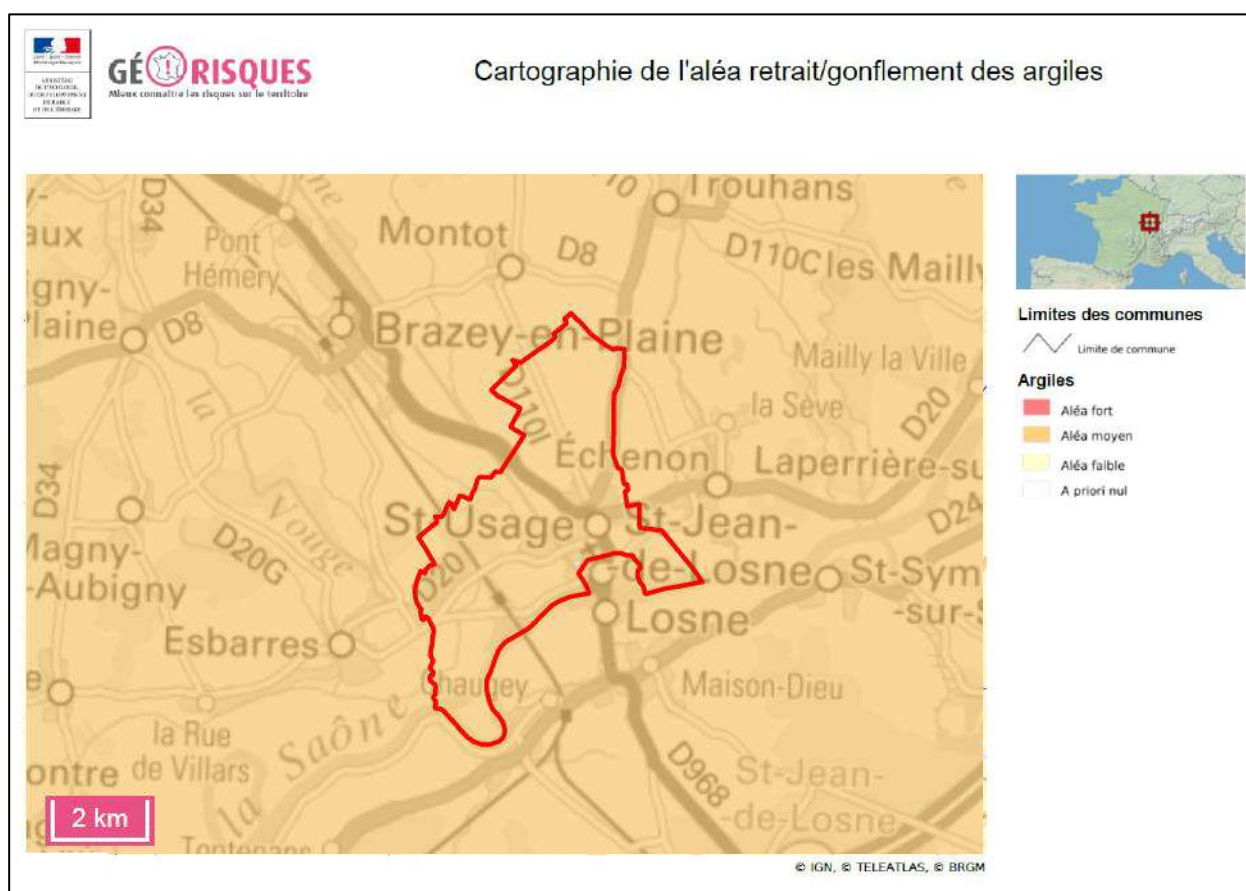 GÉORISQUES
Mieux connaître les risques sur le territoire
Cartographie de l'aléa retrait/gonflement des argiles
D34
Pont
Hémery
Montot
D8
Trouhans
D110C
les Mailly
D8
Brazey-en-Plaine
Mailly la Ville
la Sève
D20
D110I
Échenon
Laperrière-su
D34
Vouge
la
St-Usage
St-Jean-
-de-Losne
D24
D20G
D20
Magny-
-Aubigny
St-Sym
-sur-S
Losne
Esbarres
Chaugey
Maison-Dieu
la Rue
de Villars
la Saône
D968
St-Jean-
-de-Losne
2 km
Limites des communes
Limite de commune
Argiles
Aléa fort
Aléa moyen
Aléa faible
A priori nul
© IGN, © TELEATLAS, © BRGM